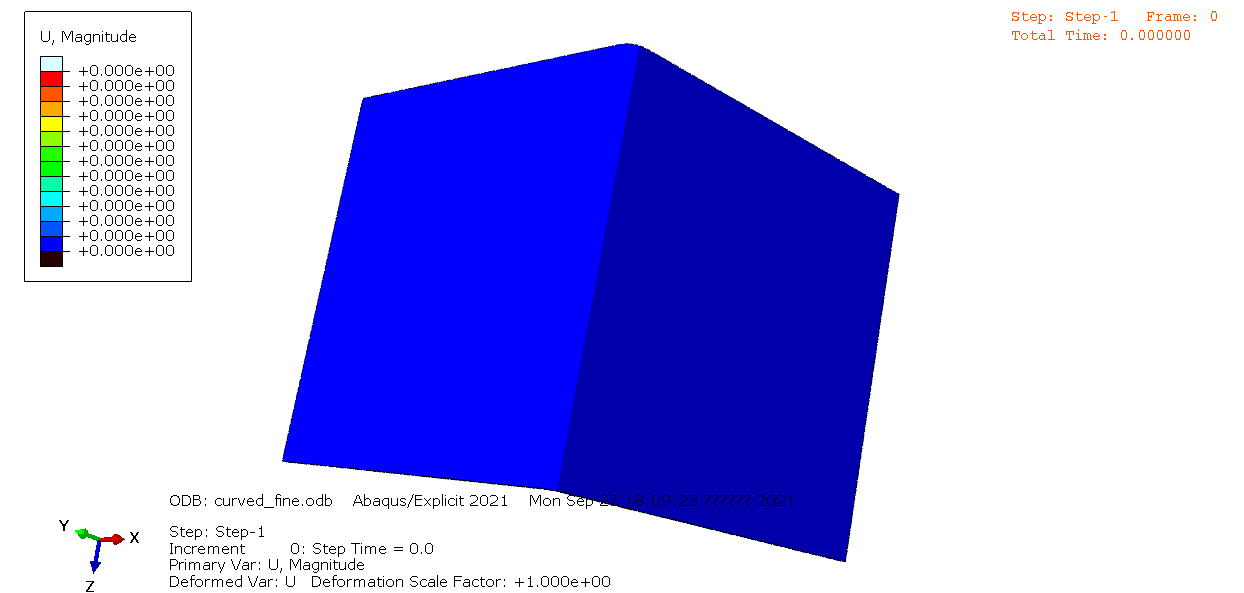 U, Magnitude
+0.000e+00
+0.000e+00
+0.000e+00
+0.000e+00
+0.000e+00
+0.000e+00
+0.000e+00
+0.000e+00
+0.000e+00
+0.000e+00
+0.000e+00
+0.000e+00
+0.000e+00
Step: Step-1 Frame: 0
Total Time: 0.000000
ODB: curved_fine.odb Abaqus/Explicit 2021 Mon Sep 2021
Step: Step-1
Increment 0: Step Time = 0.0
Primary Var: U, Magnitude
Deformed Var: U Deformation Scale Factor: +1.000e+00
Y
X
Z